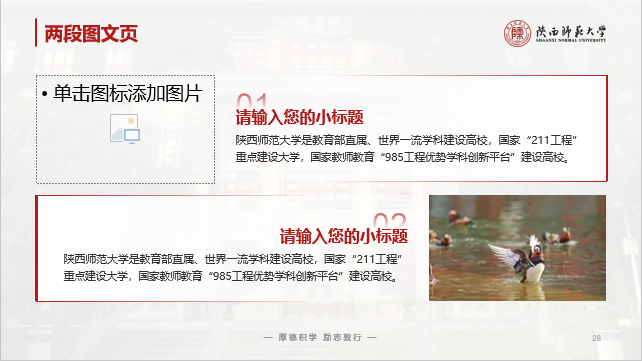 两段图文页
陕西师范大学
SHAANXI NORMAL UNIVERSITY
• 单击图标添加图片
01
请输入您的小标题
陕西师范大学是教育部直属、世界一流学科建设高校，国家“211工程”
重点建设大学，国家教师教育“985工程优势学科创新平台”建设高校。
02
请输入您的小标题
陕西师范大学是教育部直属、世界一流学科建设高校，国家“211工程”
重点建设大学，国家教师教育“985工程优势学科创新平台”建设高校。
— 厚德积学 励志敦行 —
28